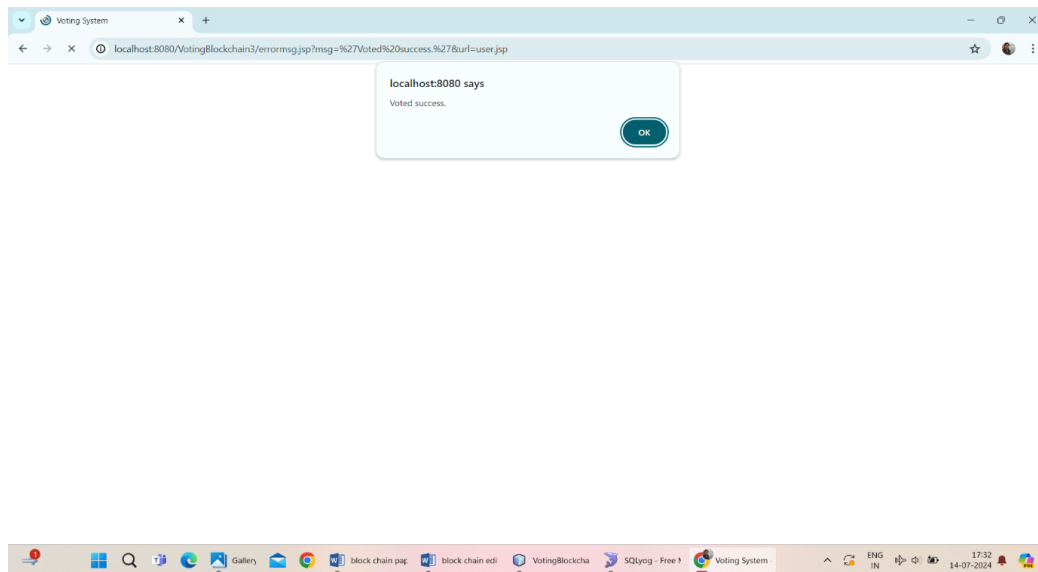 Voting System
localhost:8080/VotingBlockchain3/errormsg.jsp?msg=%27Voted%20success.%27&url=user.jsp
localhost:8080 says
Voted success.
OK
1
Gallery
block chain pap
block chain edi
VotingBlockcha
SQLyog - Free
Voting System
ENG
IN
17:32
14-07-2024